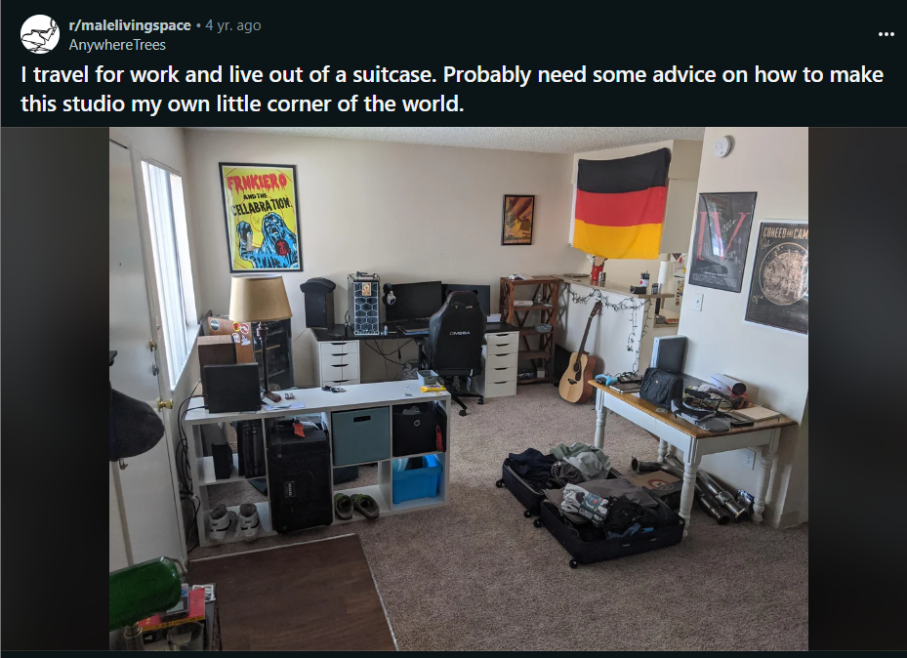 r/malelivingspace • 4 yr. ago
AnywhereTrees
I travel for work and live out of a suitcase. Probably need some advice on how to make
this studio my own little corner of the world.
FRNKIERO
AND THE
CELLABRATION
COHEED AND CAM